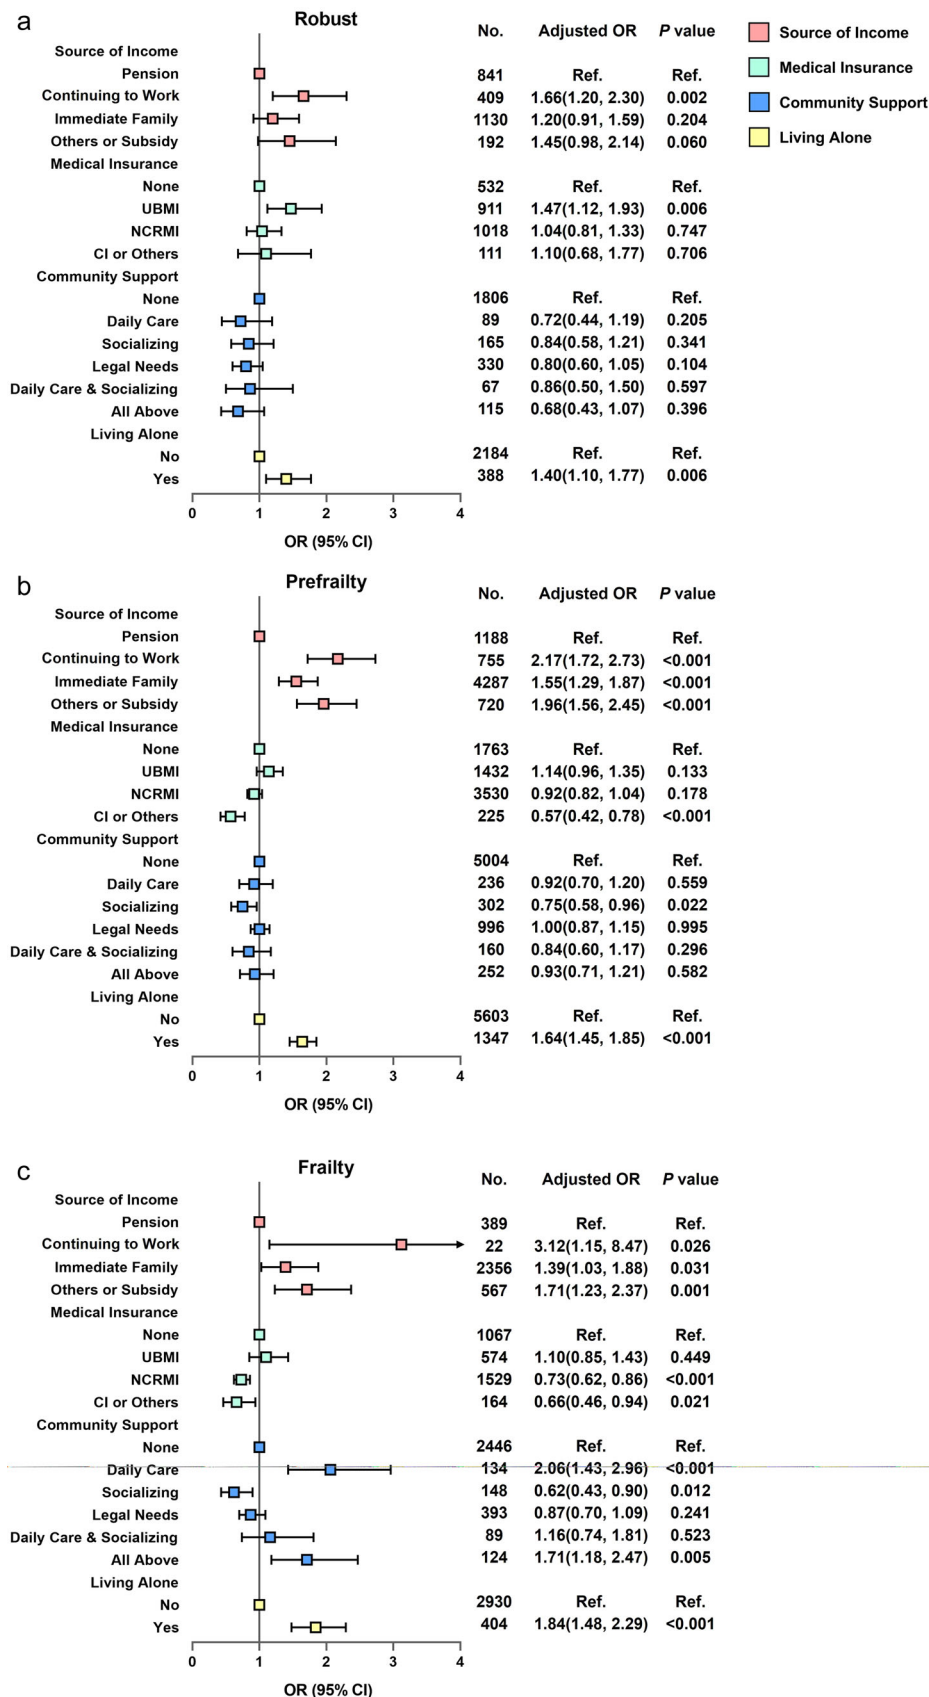 a Robust No. Adjusted OR P value
Source of Income
Medical Insurance
Community Support
Living Alone
Source of Income
Pension 841 Ref. Ref.
Continuing to Work 409 1.66(1.20, 2.30) 0.002
Immediate Family 1130 1.20(0.91, 1.59) 0.204
Others or Subsidy 192 1.45(0.98, 2.14) 0.060
Medical Insurance
None 532 Ref. Ref.
UBMI 911 1.47(1.12, 1.93) 0.006
NCRMI 1018 1.04(0.81, 1.33) 0.747
CI or Others 111 1.10(0.68, 1.77) 0.706
Community Support
None 1806 Ref. Ref.
Daily Care 89 0.72(0.44, 1.19) 0.205
Socializing 165 0.84(0.58, 1.21) 0.341
Legal Needs 330 0.80(0.60, 1.05) 0.104
Daily Care & Socializing 67 0.86(0.50, 1.50) 0.597
All Above 115 0.68(0.43, 1.07) 0.396
Living Alone
No 2184 Ref. Ref.
Yes 388 1.40(1.10, 1.77) 0.006
0 1 2 3 4
OR (95% CI)
b Prefrailty No. Adjusted OR P value
Source of Income
Pension 1188 Ref. Ref.
Continuing to Work 755 2.17(1.72, 2.73) <0.001
Immediate Family 4287 1.55(1.29, 1.87) <0.001
Others or Subsidy 720 1.96(1.56, 2.45) <0.001
Medical Insurance
None 1763 Ref. Ref.
UBMI 1432 1.14(0.96, 1.35) 0.133
NCRMI 3530 0.92(0.82, 1.04) 0.178
CI or Others 225 0.57(0.42, 0.78) <0.001
Community Support
None 5004 Ref. Ref.
Daily Care 236 0.92(0.70, 1.20) 0.559
Socializing 302 0.75(0.58, 0.96) 0.022
Legal Needs 996 1.00(0.87, 1.15) 0.995
Daily Care & Socializing 160 0.84(0.60, 1.17) 0.296
All Above 252 0.93(0.71, 1.21) 0.582
Living Alone
No 5603 Ref. Ref.
Yes 1347 1.64(1.45, 1.85) <0.001
0 1 2 3 4
OR (95% CI)
c Frailty No. Adjusted OR P value
Source of Income
Pension 389 Ref. Ref.
Continuing to Work 22 3.12(1.15, 8.47) 0.026
Immediate Family 2356 1.39(1.03, 1.88) 0.031
Others or Subsidy 567 1.71(1.23, 2.37) 0.001
Medical Insurance
None 1067 Ref. Ref.
UBMI 574 1.10(0.85, 1.43) 0.449
NCRMI 1529 0.73(0.62, 0.86) <0.001
CI or Others 164 0.66(0.46, 0.94) 0.021
Community Support
None 2446 Ref. Ref.
Daily Care 134 2.06(1.43, 2.96) <0.001
Socializing 148 0.62(0.43, 0.90) 0.012
Legal Needs 393 0.87(0.70, 1.09) 0.241
Daily Care & Socializing 89 1.16(0.74, 1.81) 0.523
All Above 124 1.71(1.18, 2.47) 0.005
Living Alone
No 2930 Ref. Ref.
Yes 404 1.84(1.48, 2.29) <0.001
0 1 2 3 4
OR (95% CI)